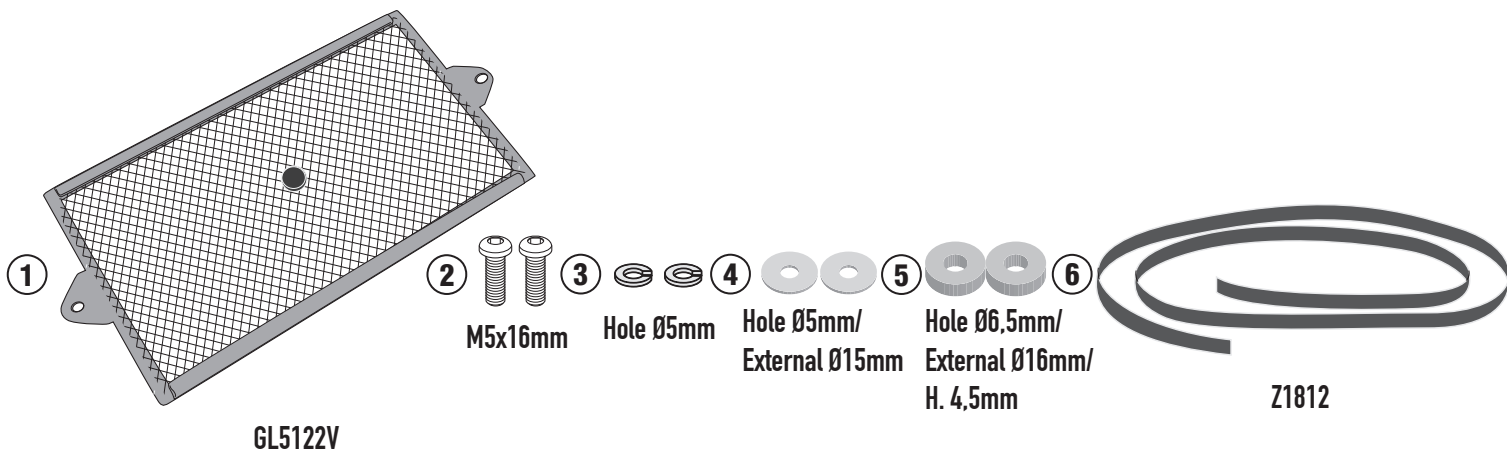 1
GL5122V
2
M5x16mm
3
Hole Ø5mm
4
Hole Ø5mm/
External Ø15mm
5
Hole Ø6,5mm/
External Ø16mm/
H. 4,5mm
6
Z1812